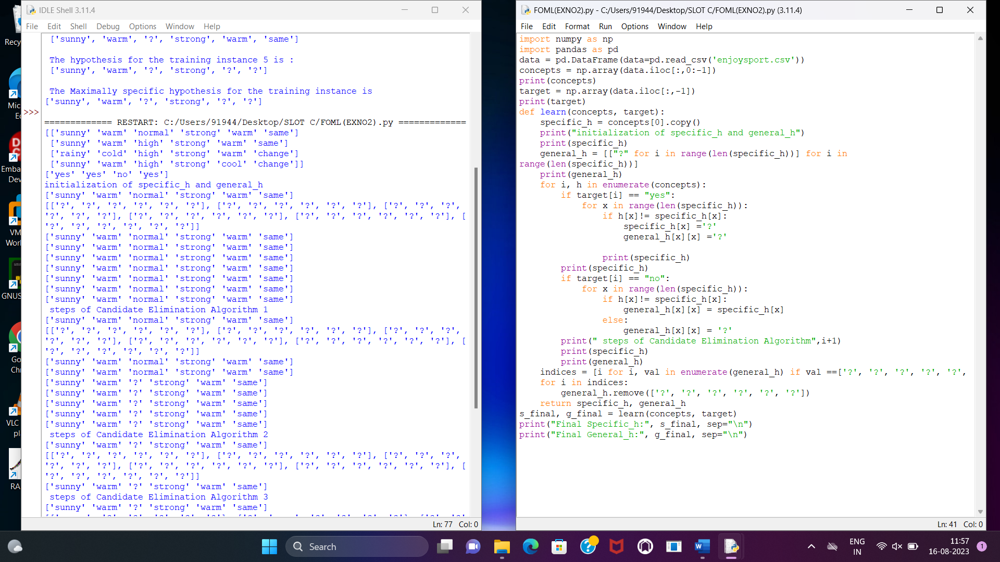 IDLE Shell 3.11.4
File Edit Shell Debug Options Window Help
['sunny', 'warm', '?', 'strong', 'warm', 'same']
The hypothesis for the training instance 5 is :
['sunny', 'warm', '?', 'strong', '?', '?']
The Maximally specific hypothesis for the training instance is
['sunny', 'warm', '?', 'strong', '?', '?']
>>>
============= RESTART: C:/Users/91944/Desktop/SLOT C/FOML(EXNO2).py =============
[['sunny' 'warm' 'normal' 'strong' 'warm' 'same']
['sunny' 'warm' 'high' 'strong' 'warm' 'same']
['rainy' 'cold' 'high' 'strong' 'warm' 'change']
['sunny' 'warm' 'high' 'strong' 'cool' 'change']]
['yes' 'yes' 'no' 'yes']
initialization of specific_h and general_h
['sunny' 'warm' 'normal' 'strong' 'warm' 'same']
[['?', '?', '?', '?', '?', '?'], ['?', '?', '?', '?', '?', '?'], ['?', '?', '?',
'?', '?', '?'], ['?', '?', '?', '?', '?', '?'], ['?', '?', '?', '?', '?', '?'], [
'?', '?', '?', '?', '?', '?']]
['sunny' 'warm' 'normal' 'strong' 'warm' 'same']
['sunny' 'warm' 'normal' 'strong' 'warm' 'same']
['sunny' 'warm' 'normal' 'strong' 'warm' 'same']
['sunny' 'warm' 'normal' 'strong' 'warm' 'same']
['sunny' 'warm' 'normal' 'strong' 'warm' 'same']
['sunny' 'warm' 'normal' 'strong' 'warm' 'same']
['sunny' 'warm' 'normal' 'strong' 'warm' 'same']
steps of Candidate Elimination Algorithm 1
['sunny' 'warm' 'normal' 'strong' 'warm' 'same']
[['?', '?', '?', '?', '?', '?'], ['?', '?', '?', '?', '?', '?'], ['?', '?', '?',
'?', '?', '?'], ['?', '?', '?', '?', '?', '?'], ['?', '?', '?', '?', '?', '?'], [
'?', '?', '?', '?', '?', '?']]
['sunny' 'warm' 'normal' 'strong' 'warm' 'same']
['sunny' 'warm' 'normal' 'strong' 'warm' 'same']
['sunny' 'warm' '?' 'strong' 'warm' 'same']
['sunny' 'warm' '?' 'strong' 'warm' 'same']
['sunny' 'warm' '?' 'strong' 'warm' 'same']
['sunny' 'warm' '?' 'strong' 'warm' 'same']
['sunny' 'warm' '?' 'strong' 'warm' 'same']
steps of Candidate Elimination Algorithm 2
['sunny' 'warm' '?' 'strong' 'warm' 'same']
[['?', '?', '?', '?', '?', '?'], ['?', '?', '?', '?', '?', '?'], ['?', '?', '?',
'?', '?', '?'], ['?', '?', '?', '?', '?', '?'], ['?', '?', '?', '?', '?', '?'], [
'?', '?', '?', '?', '?', '?']]
['sunny' 'warm' '?' 'strong' 'warm' 'same']
steps of Candidate Elimination Algorithm 3
['sunny' 'warm' '?' 'strong' 'warm' 'same']
Ln: 77 Col: 0
FOML(EXNO2).py - C:/Users/91944/Desktop/SLOT C/FOML(EXNO2).py (3.11.4)
File Edit Format Run Options Window Help
import numpy as np
import pandas as pd
data = pd.DataFrame(data=pd.read_csv('enjoysport.csv'))
concepts = np.array(data.iloc[:,0:-1])
print(concepts)
target = np.array(data.iloc[:,-1])
print(target)
def learn(concepts, target):
    specific_h = concepts[0].copy()
    print("initialization of specific_h and general_h")
    print(specific_h)
    general_h = [["?" for i in range(len(specific_h))] for i in
range(len(specific_h))]
    print(general_h)
    for i, h in enumerate(concepts):
        if target[i] == "yes":
            for x in range(len(specific_h)):
                if h[x]!= specific_h[x]:
                    specific_h[x] ='?'
                    general_h[x][x] ='?'
                print(specific_h)
        print(specific_h)
        if target[i] == "no":
            for x in range(len(specific_h)):
                if h[x]!= specific_h[x]:
                    general_h[x][x] = specific_h[x]
                else:
                    general_h[x][x] = '?'
        print(" steps of Candidate Elimination Algorithm",i+1)
        print(specific_h)
        print(general_h)
    indices = [i for i, val in enumerate(general_h) if val ==['?', '?', '?', '?', '?',
    for i in indices:
        general_h.remove(['?', '?', '?', '?', '?', '?'])
    return specific_h, general_h
s_final, g_final = learn(concepts, target)
print("Final Specific_h:", s_final, sep="\n")
print("Final General_h:", g_final, sep="\n")
Ln: 41 Col: 0
Recy
Mic
Ec
Emba
Dev
VM
Work
GNUS
Go
Chr
VLC
pl
RA
Search
W
ENG
IN
11:57
16-08-2023
1